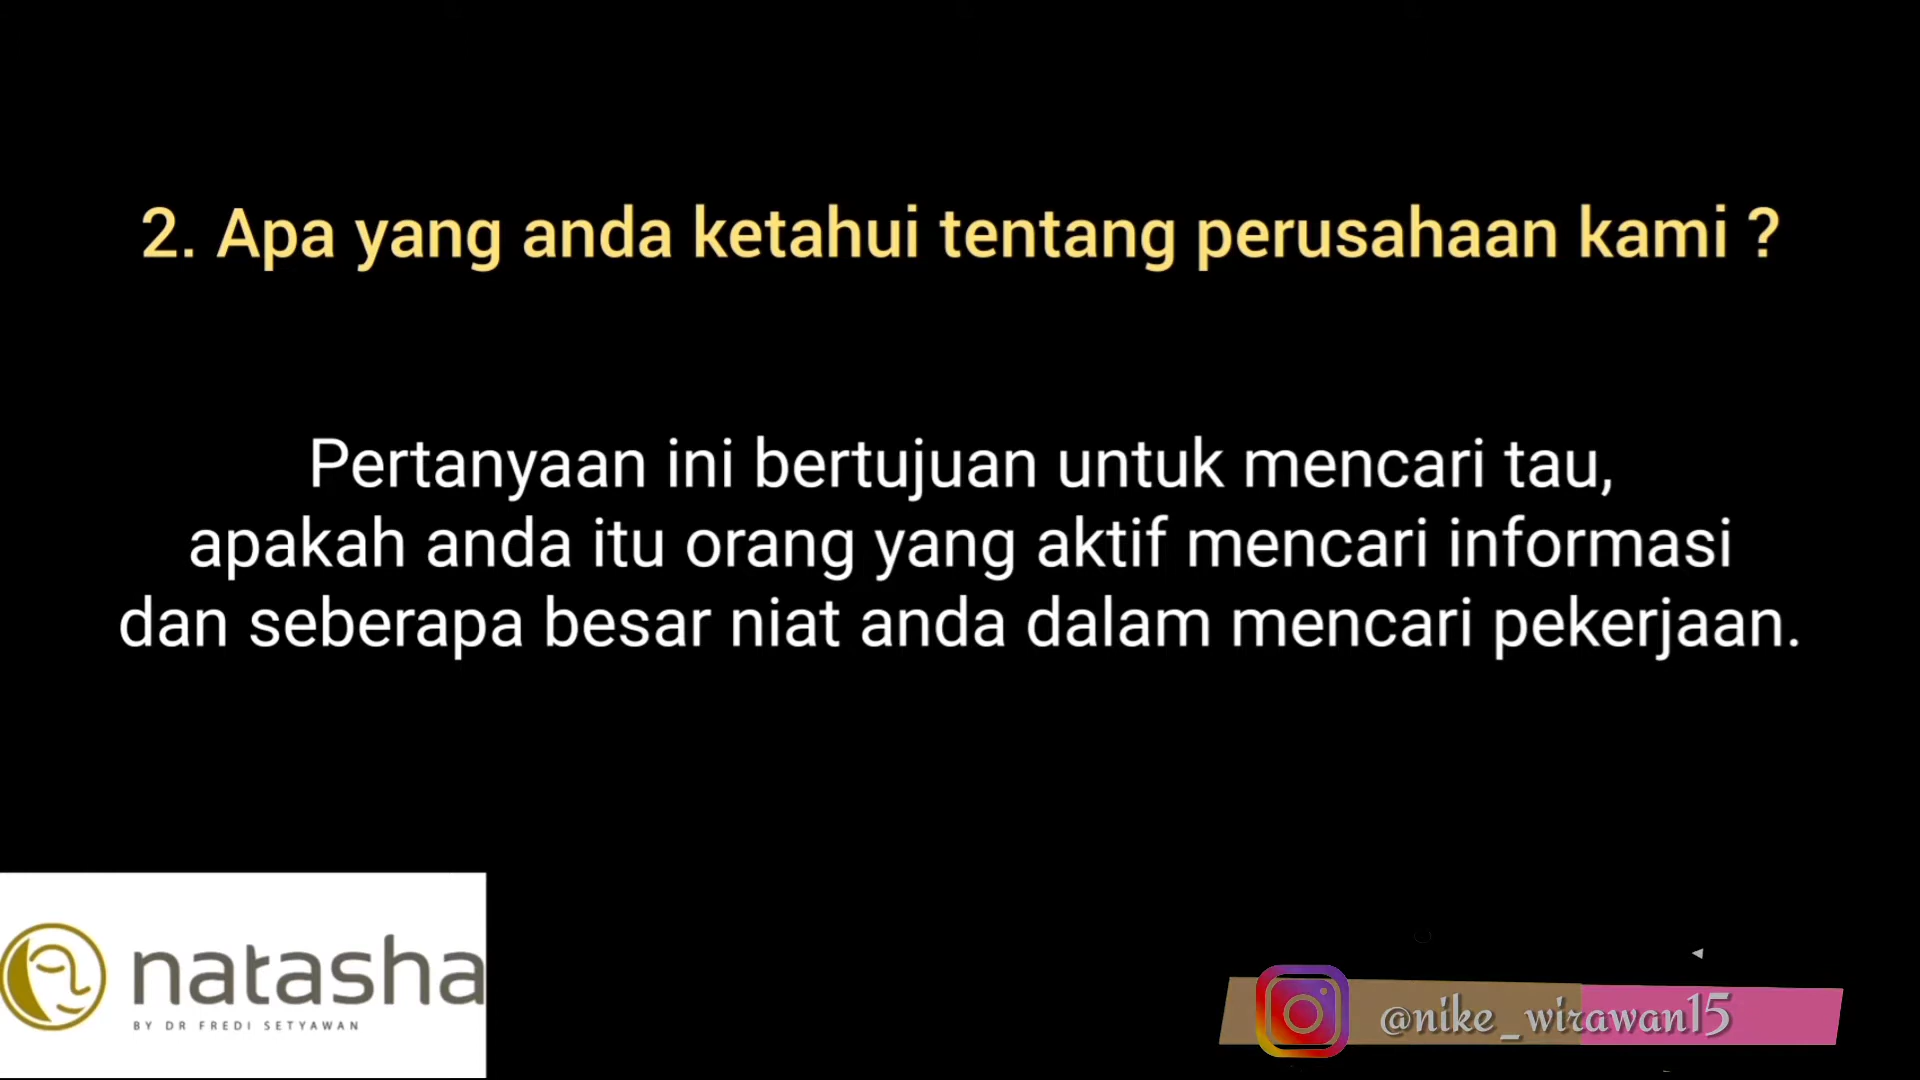 2. Apa yang anda ketahui tentang perusahaan kami ?
Pertanyaan ini bertujuan untuk mencari tau,
apakah anda itu orang yang aktif mencari informasi
dan seberapa besar niat anda dalam mencari pekerjaan.
natasha
BY DR FREDI SETYAWAN
@nike_wirawan15